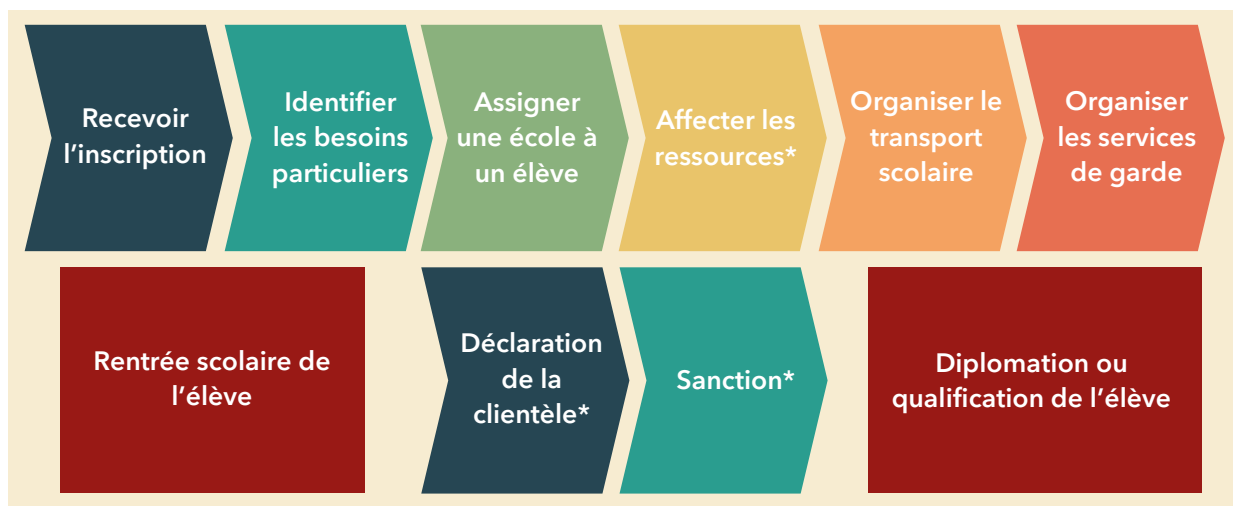 Recevoir
l’inscription
Identifier
les besoins
particuliers
Assigner
une école à
un élève
Affecter les
ressources*
Organiser le
transport
scolaire
Organiser
les services
de garde
Rentrée scolaire de
l’élève
Déclaration
de la
clientèle*
Sanction*
Diplomation ou
qualification de l’élève